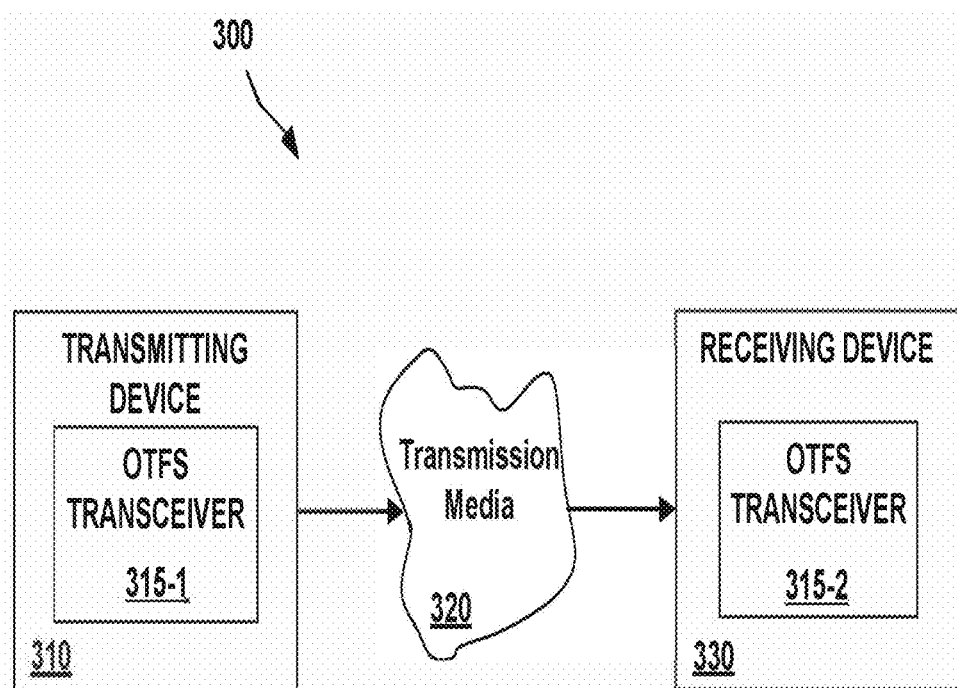 300
TRANSMITTING
DEVICE
OTFS
TRANSCEIVER
315-1
310
Transmission
Media
320
RECEIVING DEVICE
OTFS
TRANSCEIVER
315-2
330